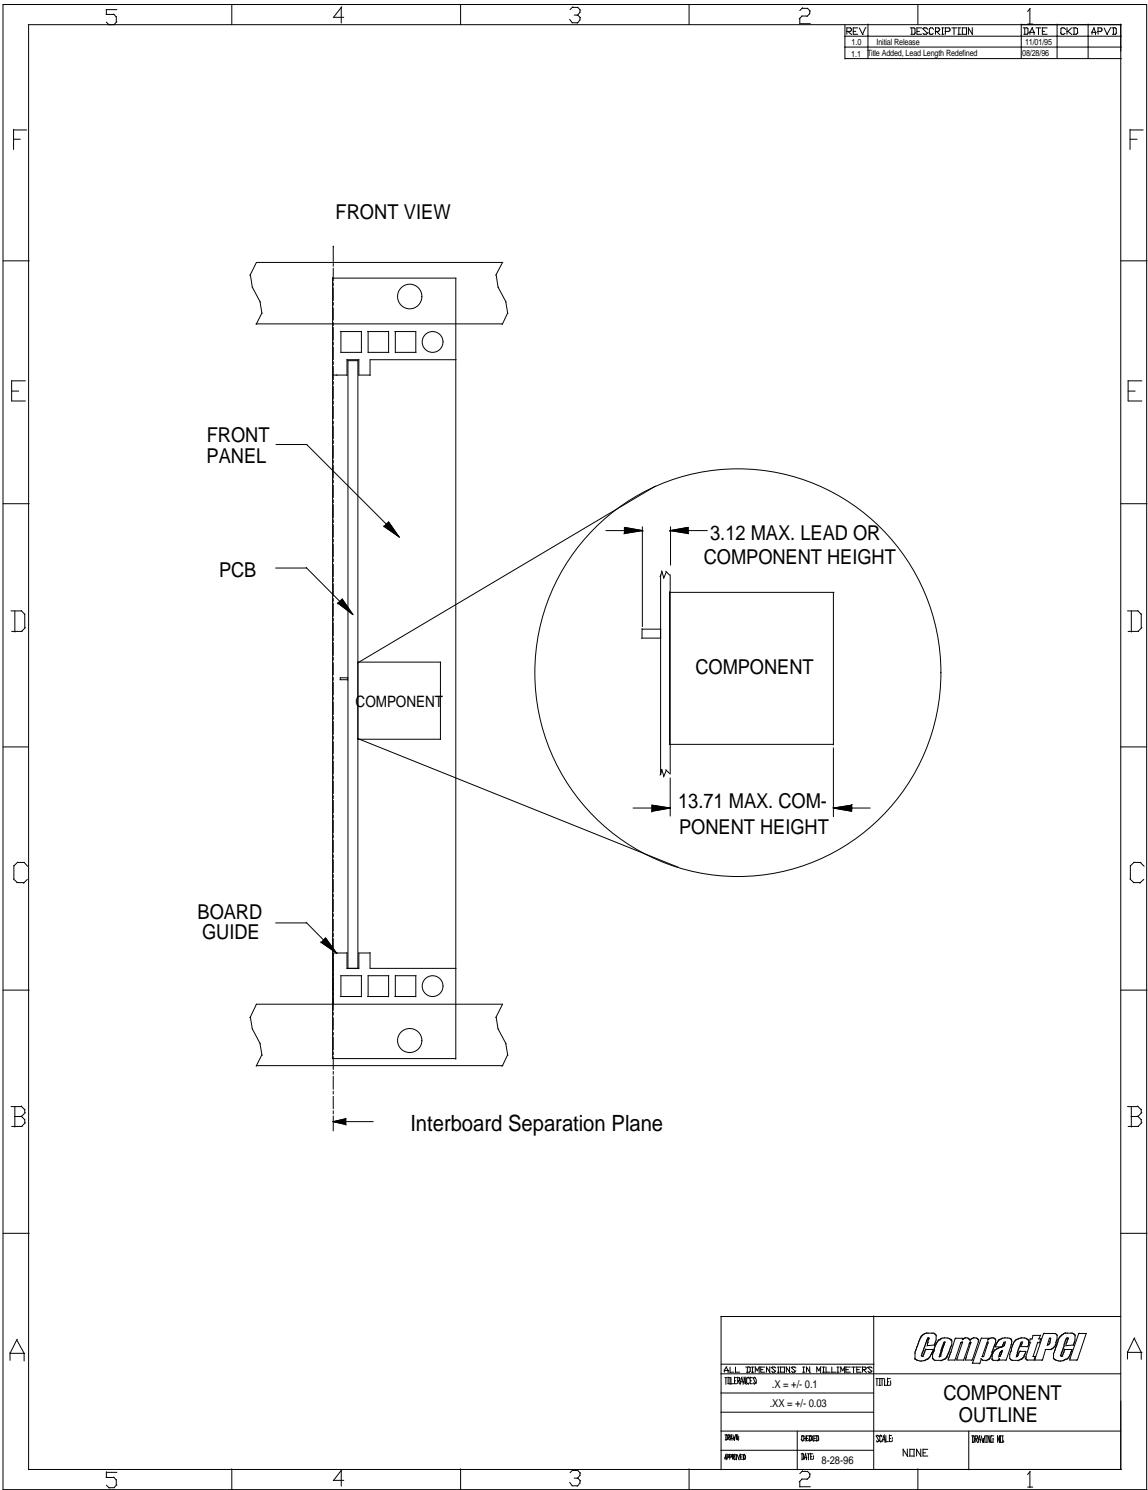 5 4 3 2 1
REV DESCRIPTION DATE CKD APVD
1.0 Initial Release 11/01/95
1.1 Title Added, Lead Length Redefined 08/28/96
F F
FRONT VIEW
E E
FRONT
PANEL
3.12 MAX. LEAD OR
COMPONENT HEIGHT
PCB
D D
COMPONENT
COMPONENT
13.71 MAX. COM-
PONENT HEIGHT
C C
BOARD
GUIDE
B B
Interboard Separation Plane
A A
CompactPCI
ALL DIMENSIONS IN MILLIMETERS
TOLERANCES .X = +/- 0.1
.XX = +/- 0.03
TITLE:
COMPONENT
OUTLINE
DRAWN CHECKED SCALE: DRAWING NO.
NONE
APPROVED DATE: 8-28-96
5 4 3 2 1